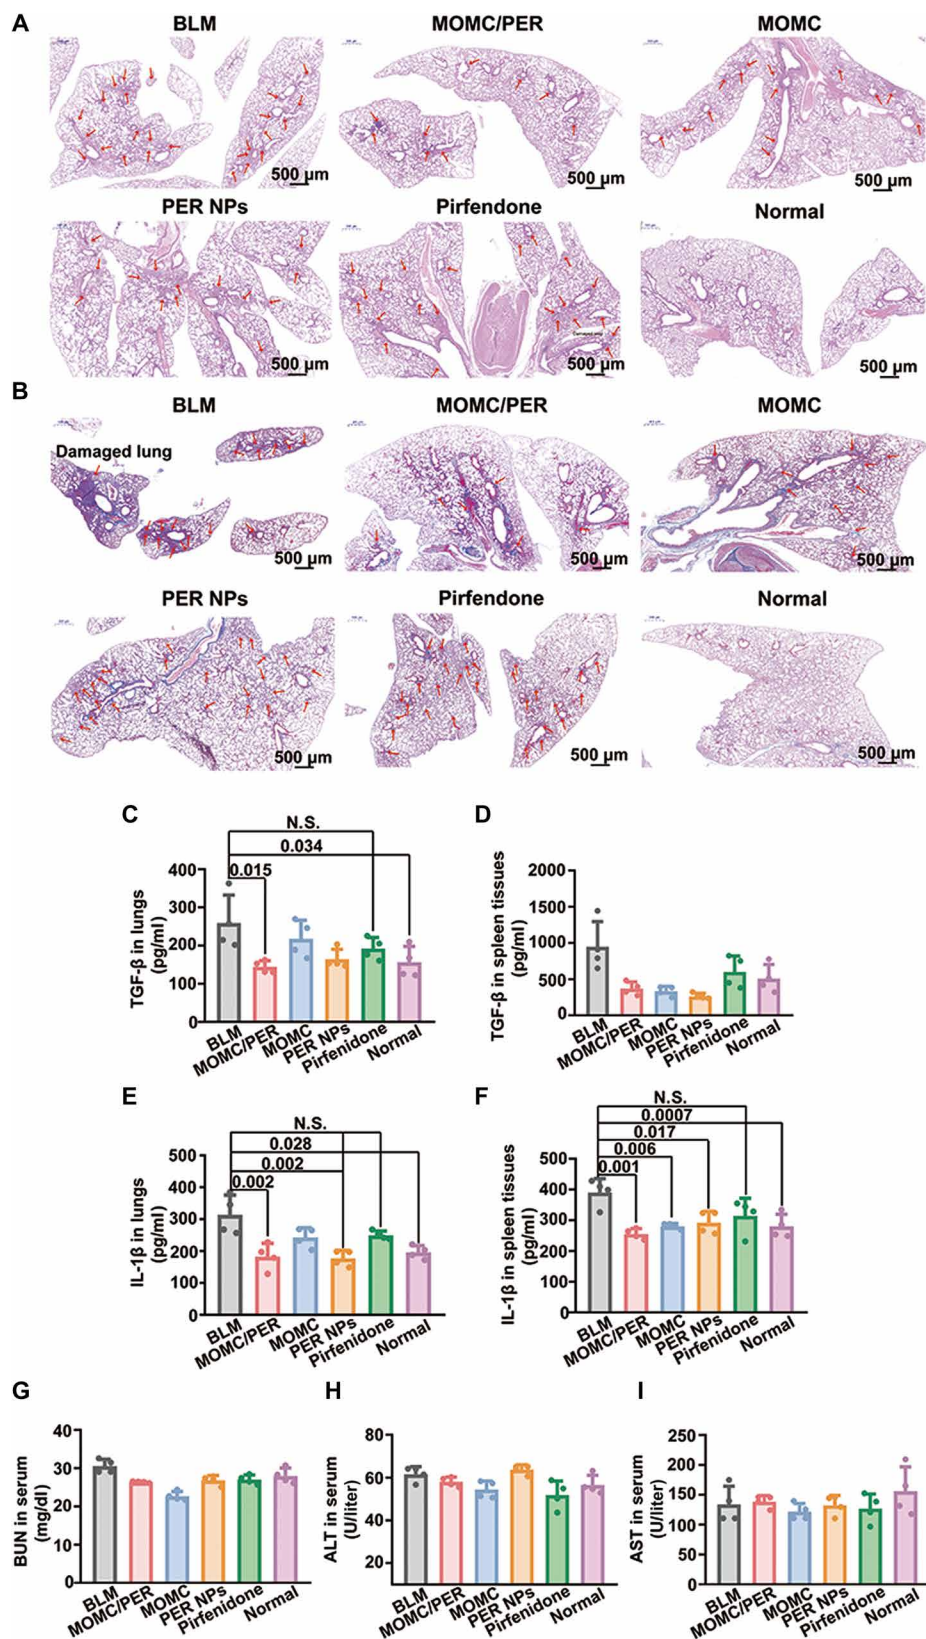 A
BLM
MOMC/PER
MOMC
500 µm
500 µm
500 µm
PER NPs
Pirfendone
Normal
Damaged lung
500 µm
500 µm
500 µm
B
BLM
MOMC/PER
MOMC
Damaged lung
500 µm
500 µm
500 µm
PER NPs
Pirfendone
Normal
500 µm
500 µm
500 µm
C
N.S.
0.034
0.015
TGF-β in lungs
(pg/ml)
400
300
200
100
0
BLM
MOMC/PER
MOMC
PER NPs
Pirfenidone
Normal
D
TGF-β in spleen tissues
(pg/ml)
2000
1500
1000
500
0
BLM
MOMC/PER
MOMC
PER NPs
Pirfenidone
Normal
E
N.S.
0.028
0.002
0.002
IL-1β in lungs
(pg/ml)
500
400
300
200
100
0
BLM
MOMC/PER
MOMC
PER NPs
Pirfenidone
Normal
F
N.S.
0.0007
0.017
0.006
0.001
IL-1β in spleen tissues
(pg/ml)
500
400
300
200
100
0
BLM
MOMC/PER
MOMC
PER NPs
Pirfenidone
Normal
G
BUN in serum
(mg/dl)
40
30
20
10
0
BLM
MOMC/PER
MOMC
PER NPs
Pirfenidone
Normal
H
ALT in serum
(U/liter)
80
60
40
20
BLM
MOMC/PER
MOMC
PER NPs
Pirfenidone
Normal
I
AST in serum
(U/liter)
250
200
150
100
50
0
BLM
MOMC/PER
MOMC
PER NPs
Pirfenidone
Normal